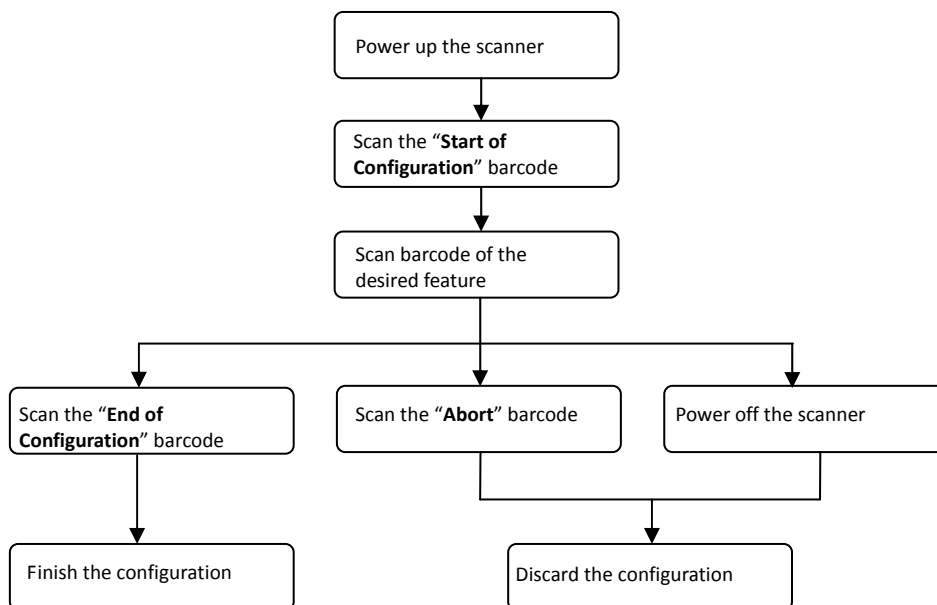 Power up the scanner
Scan the “Start of
Configuration” barcode
Scan barcode of the
desired feature
Scan the “End of
Configuration” barcode
Scan the “Abort” barcode
Power off the scanner
Finish the configuration
Discard the configuration